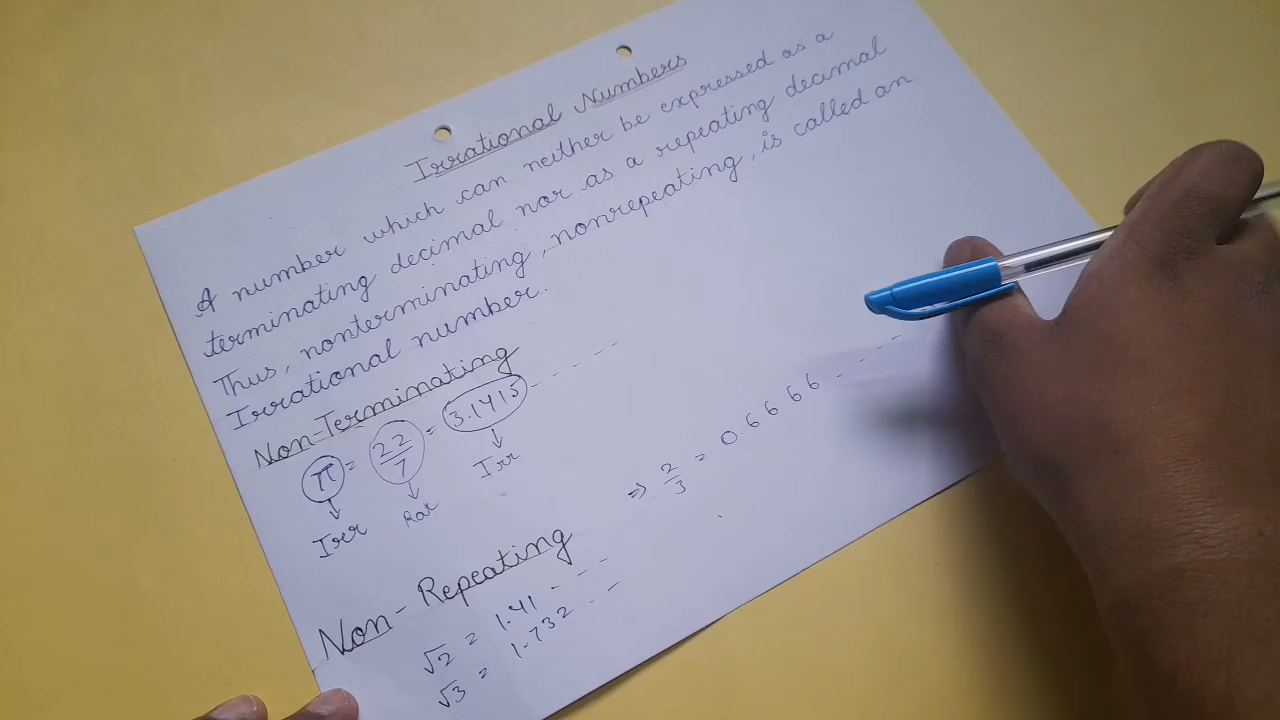 Irrational Numbers
A number which can neither be expressed as a
terminating decimal nor as a repeating decimal
Thus, nonterminating, nonrepeating, is called an
Irrational number.
Non-Terminating
π = 22/7 = 3.1415 - - - - -
Irr Rat Irr
⇒ 2/3 = 0.6666 - - - -
Non-Repeating
√2 = 1.41 - - -
√3 = 1.732 - - -